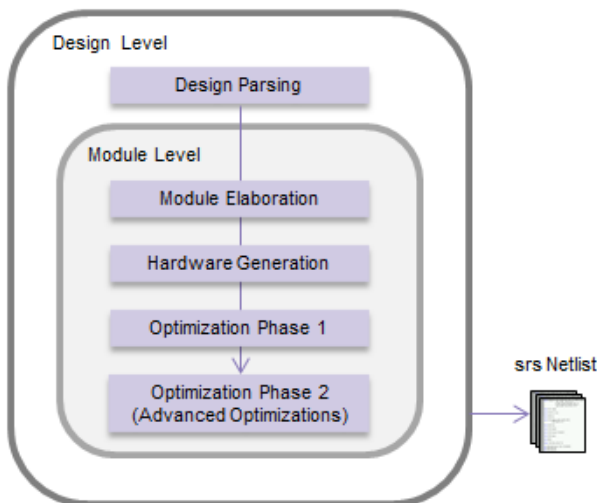 Design Level
Design Parsing
Module Level
Module Elaboration
Hardware Generation
Optimization Phase 1
Optimization Phase 2
(Advanced Optimizations)
srs Netlist